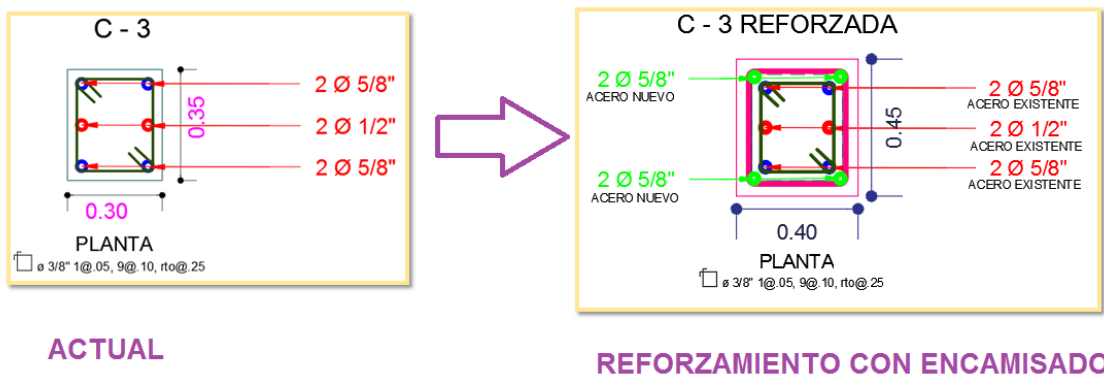 C - 3
2 Ø 5/8"
2 Ø 1/2"
2 Ø 5/8"
0.35
0.30
PLANTA
ø 3/8" 1@.05, 9@.10, rto@.25
ACTUAL
C - 3 REFORZADA
2 Ø 5/8"
ACERO NUEVO
2 Ø 5/8"
ACERO NUEVO
2 Ø 5/8"
ACERO EXISTENTE
2 Ø 1/2"
ACERO EXISTENTE
2 Ø 5/8"
ACERO EXISTENTE
0.45
0.40
PLANTA
ø 3/8" 1@.05, 9@.10, rto@.25
REFORZAMIENTO CON ENCAMISADO